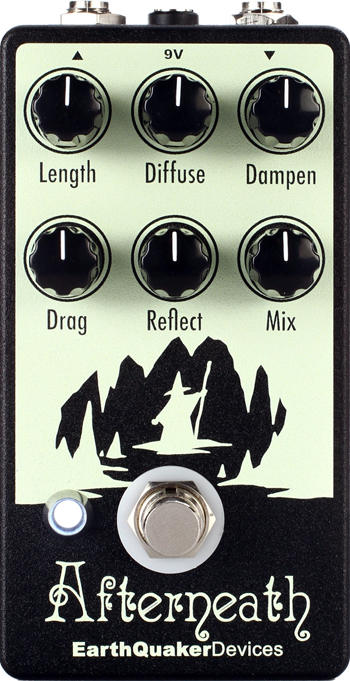 ▲ 9V ▼
Length Diffuse Dampen
Drag Reflect Mix
Afterneath
EarthQuakerDevices